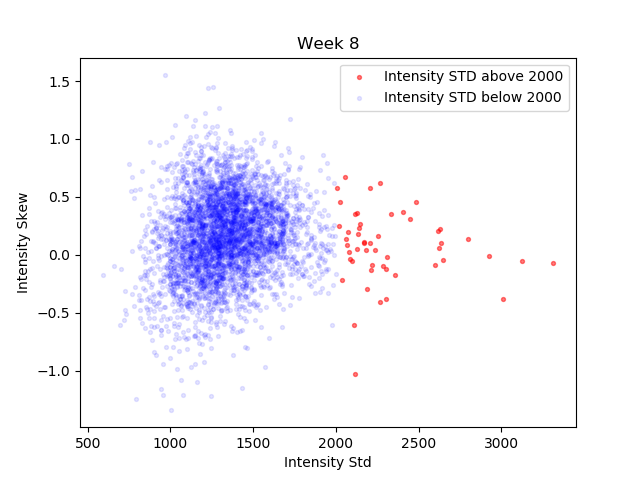 Week 8
Intensity STD above 2000
Intensity STD below 2000
1.5
1.0
0.5
0.0
−0.5
−1.0
Intensity Skew
500 1000 1500 2000 2500 3000
Intensity Std